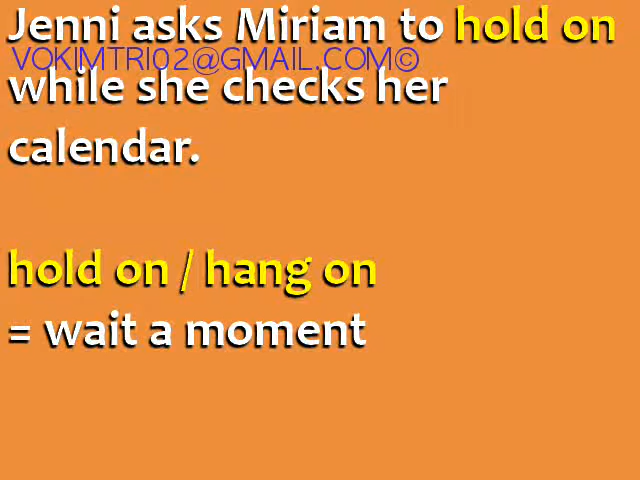 Jenni asks Miriam to hold on
VOKIMTRI02@GMAIL.COM©
while she checks her
calendar.
hold on / hang on
= wait a moment